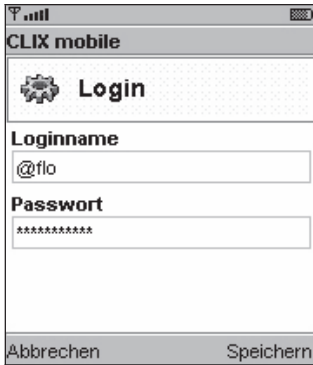 CLIX mobile
Login
Loginname
@flo
Passwort
***********
Abbrechen Speichern